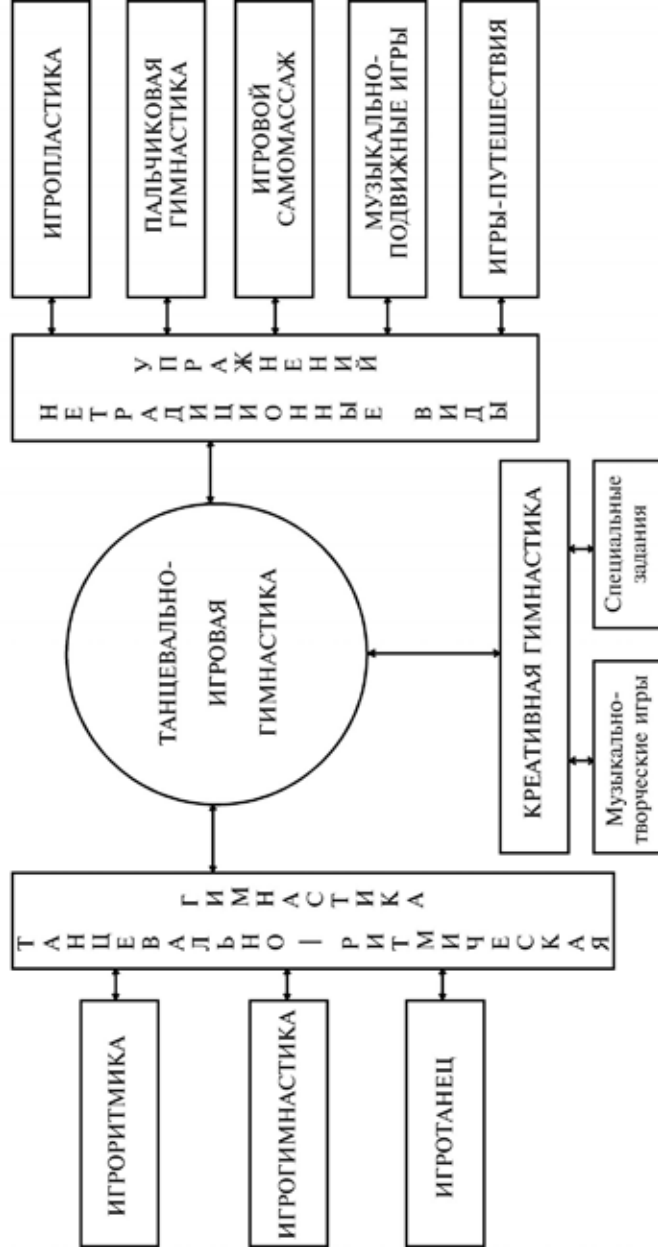 ИГРОРИТМИКА
ИГРОГИМНАСТИКА
ИГРОТАНЕЦ
ТАНЦЕВАЛЬНО-РИТМИЧЕСКАЯ
ГИМНАСТИКА
ТАНЦЕВАЛЬНО-
ИГРОВАЯ
ГИМНАСТИКА
КРЕАТИВНАЯ ГИМНАСТИКА
Музыкально-
творческие игры
Специальные
задания
НЕТРАДИЦИОННЫЕ ВИДЫ
УПРАЖНЕНИЙ
ИГРОПЛАСТИКА
ПАЛЬЧИКОВАЯ
ГИМНАСТИКА
ИГРОВОЙ
САМОМАССАЖ
МУЗЫКАЛЬНО-
ПОДВИЖНЫЕ ИГРЫ
ИГРЫ-ПУТЕШЕСТВИЯ